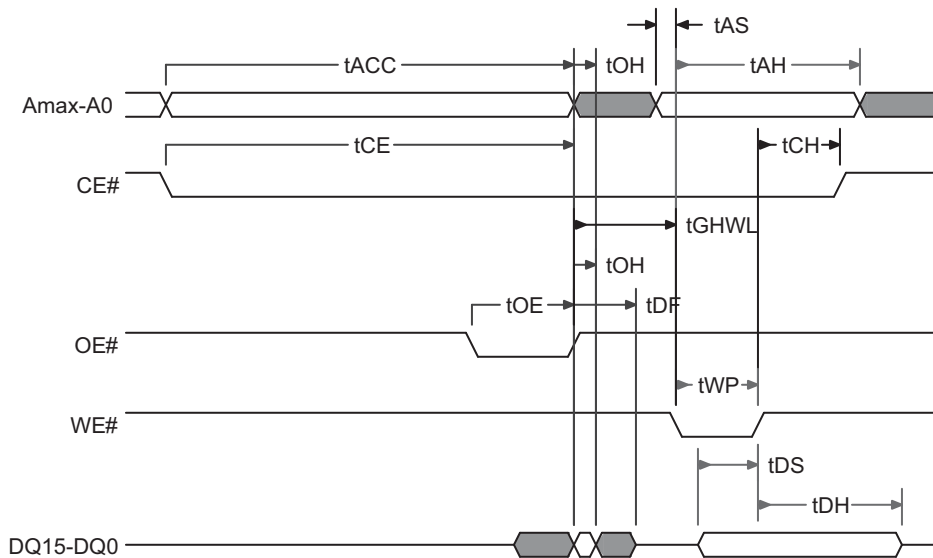 tAS
tACC
tOH
tAH
Amax-A0
tCE
tCH
CE#
tGHWL
tOH
tOE
tDF
OE#
tWP
WE#
tDS
tDH
DQ15-DQ0